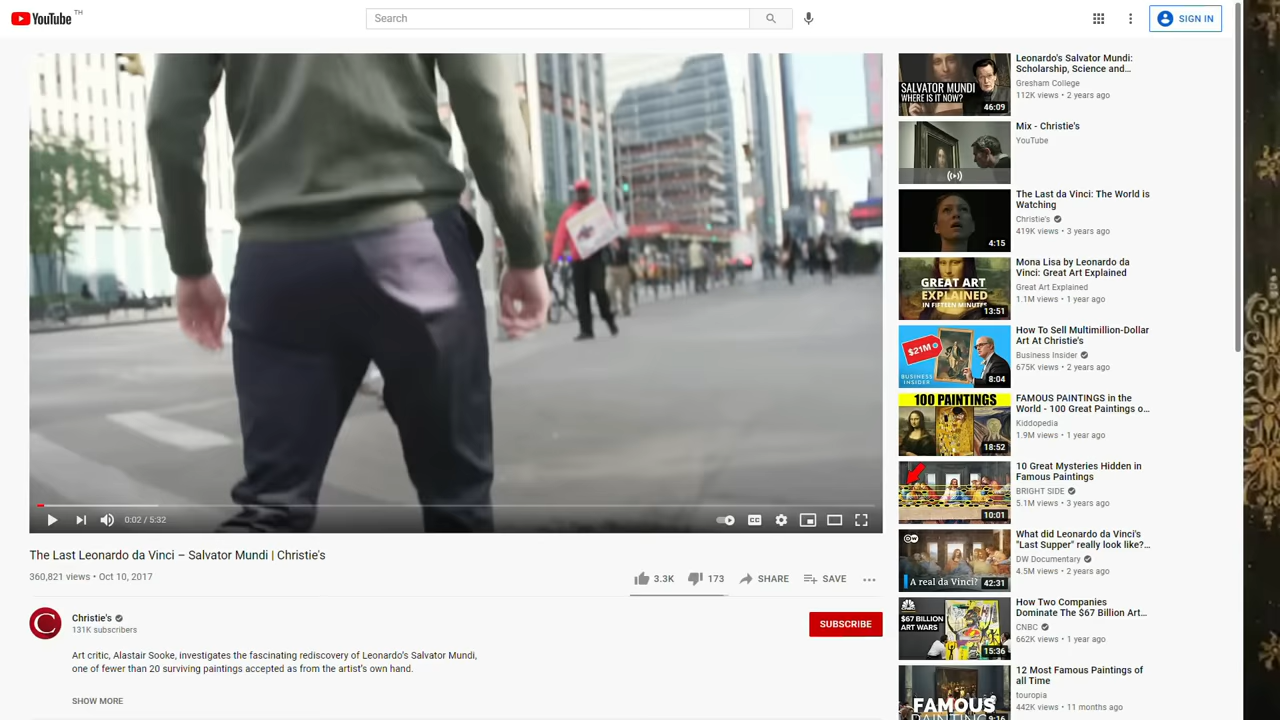 YouTube TH
Search
SIGN IN
0:02 / 5:32
CC
The Last Leonardo da Vinci – Salvator Mundi | Christie's
360,821 views • Oct 10, 2017
3.3K
173
SHARE
SAVE
C
Christie's
131K subscribers
SUBSCRIBE
Art critic, Alastair Sooke, investigates the fascinating rediscovery of Leonardo's Salvator Mundi,
one of fewer than 20 surviving paintings accepted as from the artist's own hand.
SHOW MORE
SALVATOR MUNDI
WHERE IS IT NOW?
46:09
Leonardo's Salvator Mundi:
Scholarship, Science and...
Gresham College
112K views • 2 years ago
Mix - Christie's
YouTube
4:15
The Last da Vinci: The World is
Watching
Christie's
419K views • 3 years ago
GREAT ART
EXPLAINED
IN FIFTEEN MINUTES
13:51
Mona Lisa by Leonardo da
Vinci: Great Art Explained
Great Art Explained
1.1M views • 1 year ago
$21M
BUSINESS
INSIDER
8:04
How To Sell Multimillion-Dollar
Art At Christie's
Business Insider
675K views • 2 years ago
100 PAINTINGS
18:52
FAMOUS PAINTINGS in the
World - 100 Great Paintings o...
Kiddopedia
1.9M views • 1 year ago
10:01
10 Great Mysteries Hidden in
Famous Paintings
BRIGHT SIDE
5.1M views • 3 years ago
DW
A real da Vinci?
42:31
What did Leonardo da Vinci's
"Last Supper" really look like?...
DW Documentary
4.5M views • 2 years ago
CNBC
$67 BILLION
ART WARS
15:36
How Two Companies
Dominate The $67 Billion Art...
CNBC
662K views • 1 year ago
FAMOUS
PAINTING
9:16
12 Most Famous Paintings of
all Time
touropia
442K views • 11 months ago